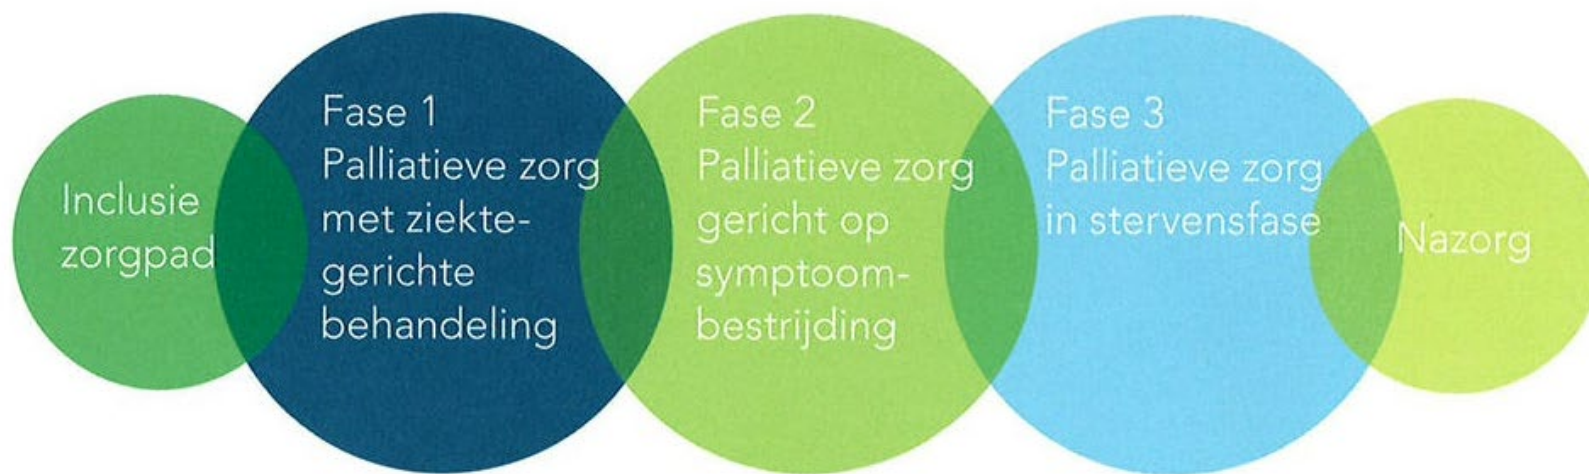 Inclusie
zorgpad
Fase 1
Palliatieve zorg
met ziekte-
gerichte
behandeling
Fase 2
Palliatieve zorg
gericht op
symptoom-
bestrijding
Fase 3
Palliatieve zorg
in stervensfase
Nazorg